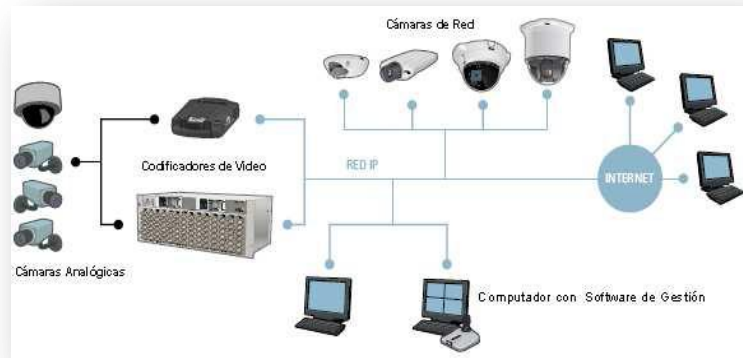 Cámaras de Red
Codificadores de Video
RED IP
INTERNET
Cámaras Analógicas
Computador con Software de Gestión